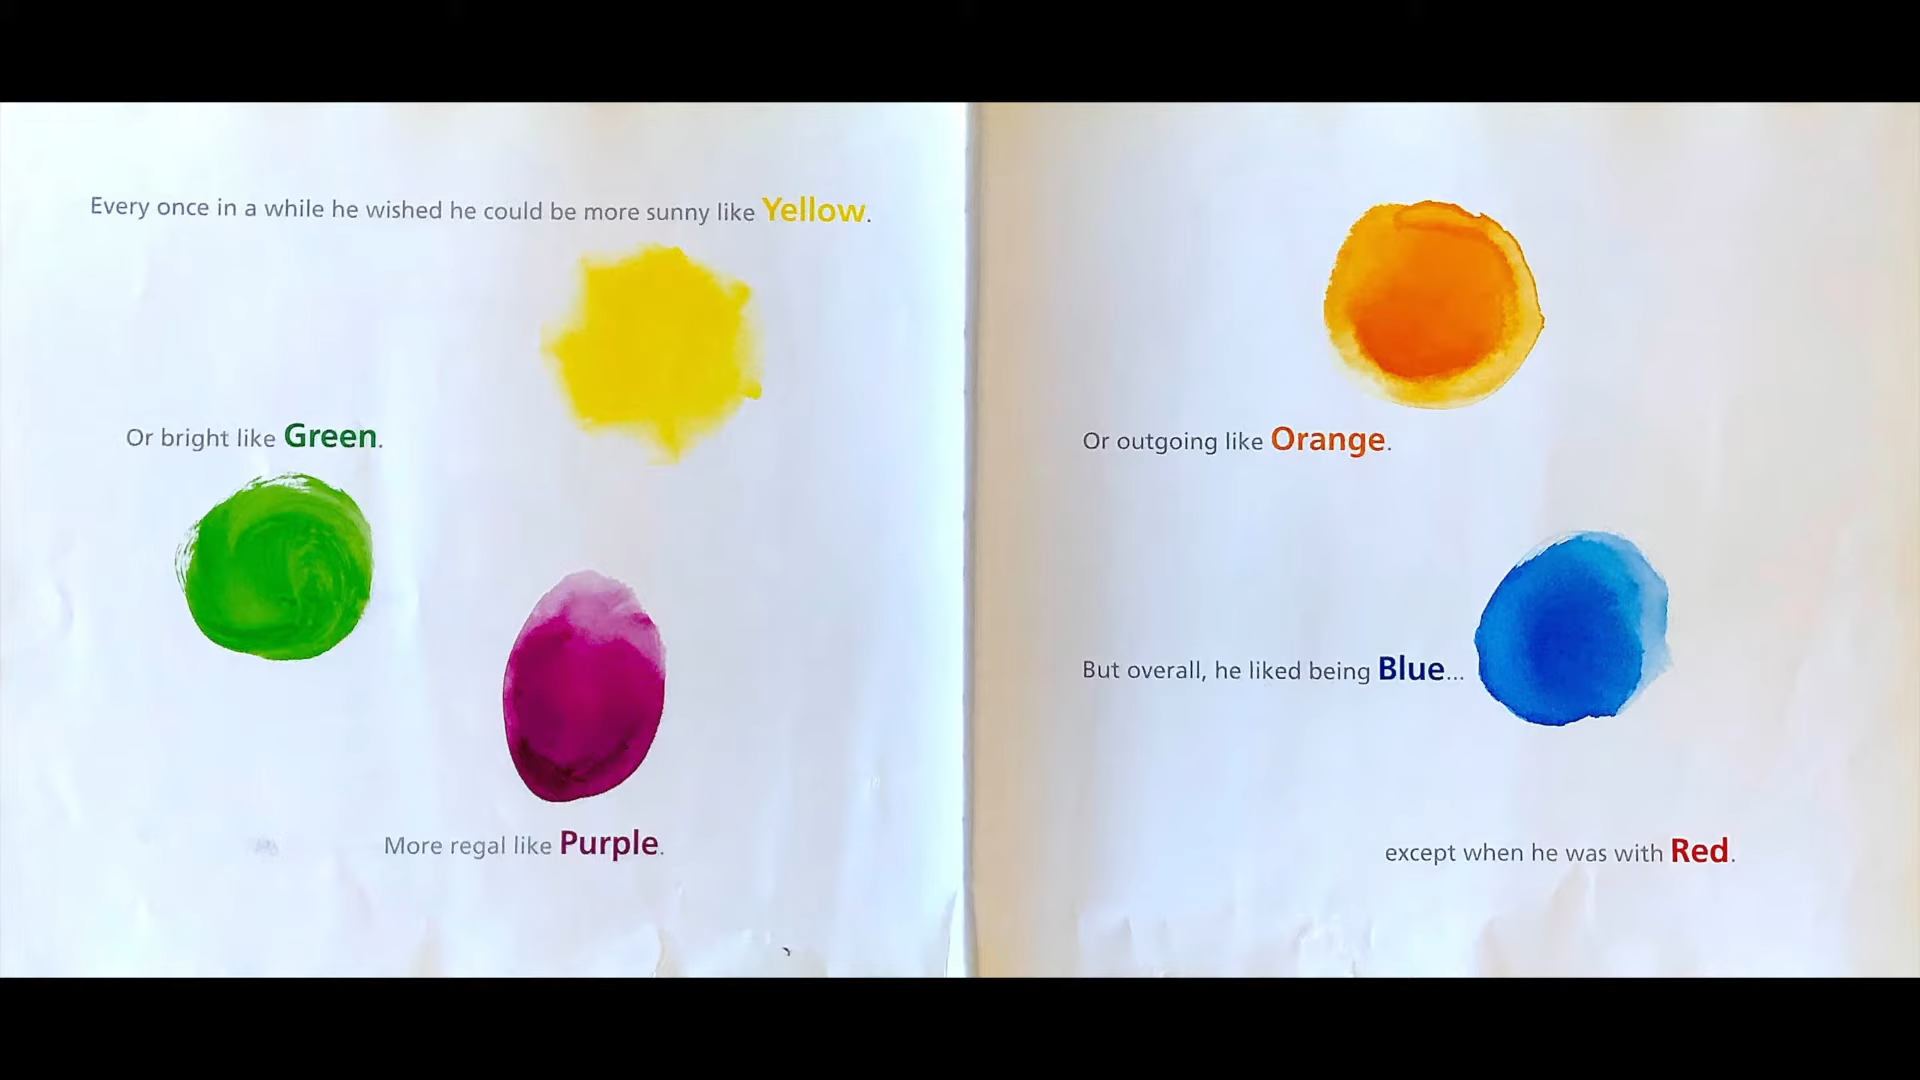 Every once in a while he wished he could be more sunny like Yellow.
Or bright like Green.
More regal like Purple.
Or outgoing like Orange.
But overall, he liked being Blue...
except when he was with Red.